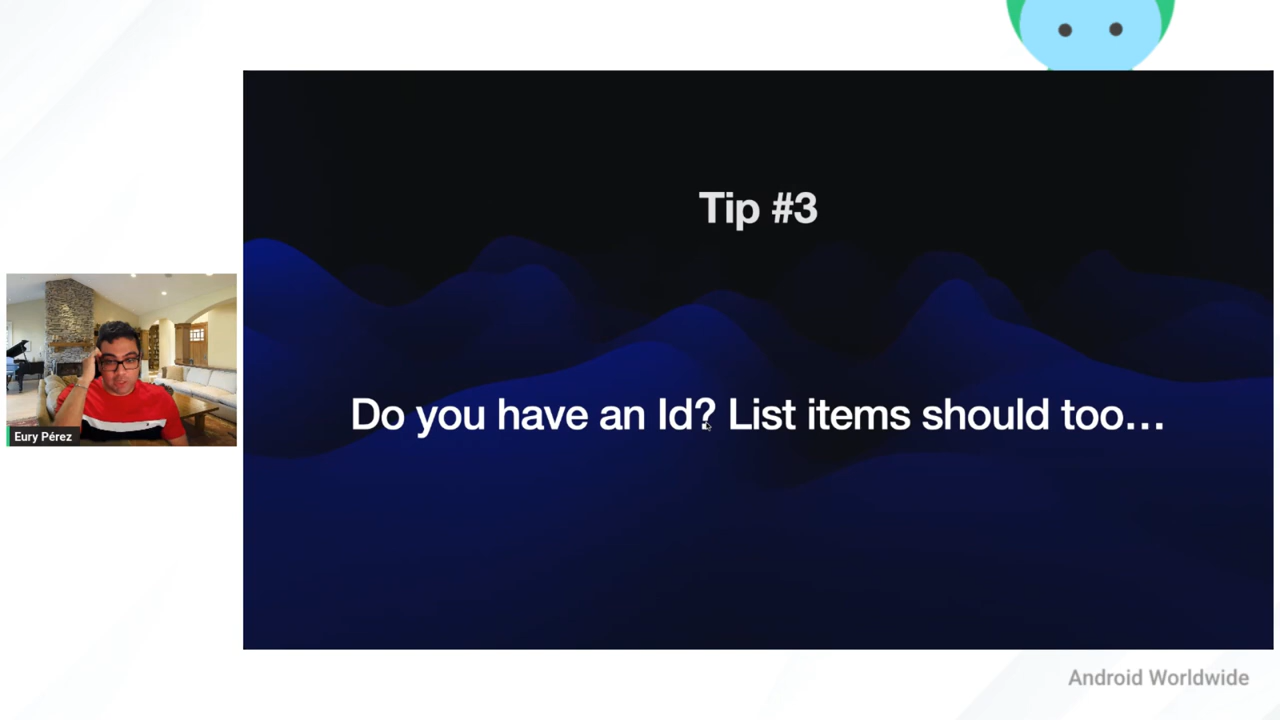 Tip #3
Do you have an Id? List items should too…
Eury Pérez
Android Worldwide